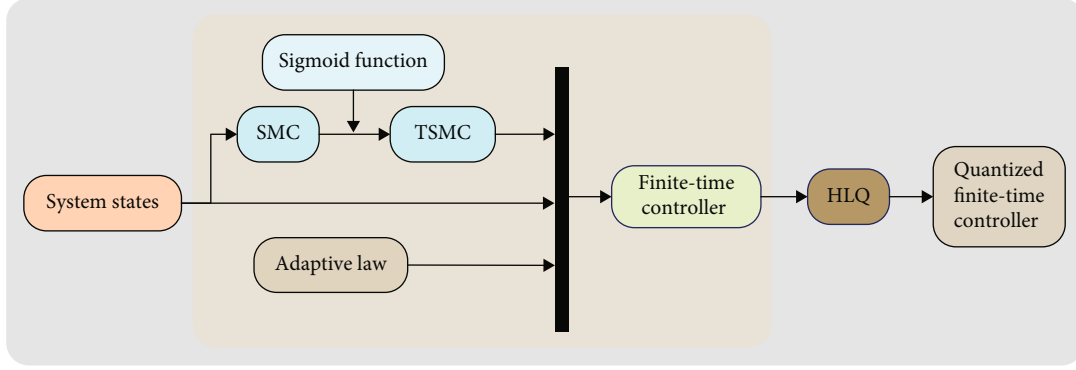 Sigmoid function
SMC
TSMC
System states
Adaptive law
Finite-time
controller
HLQ
Quantized
finite-time
controller